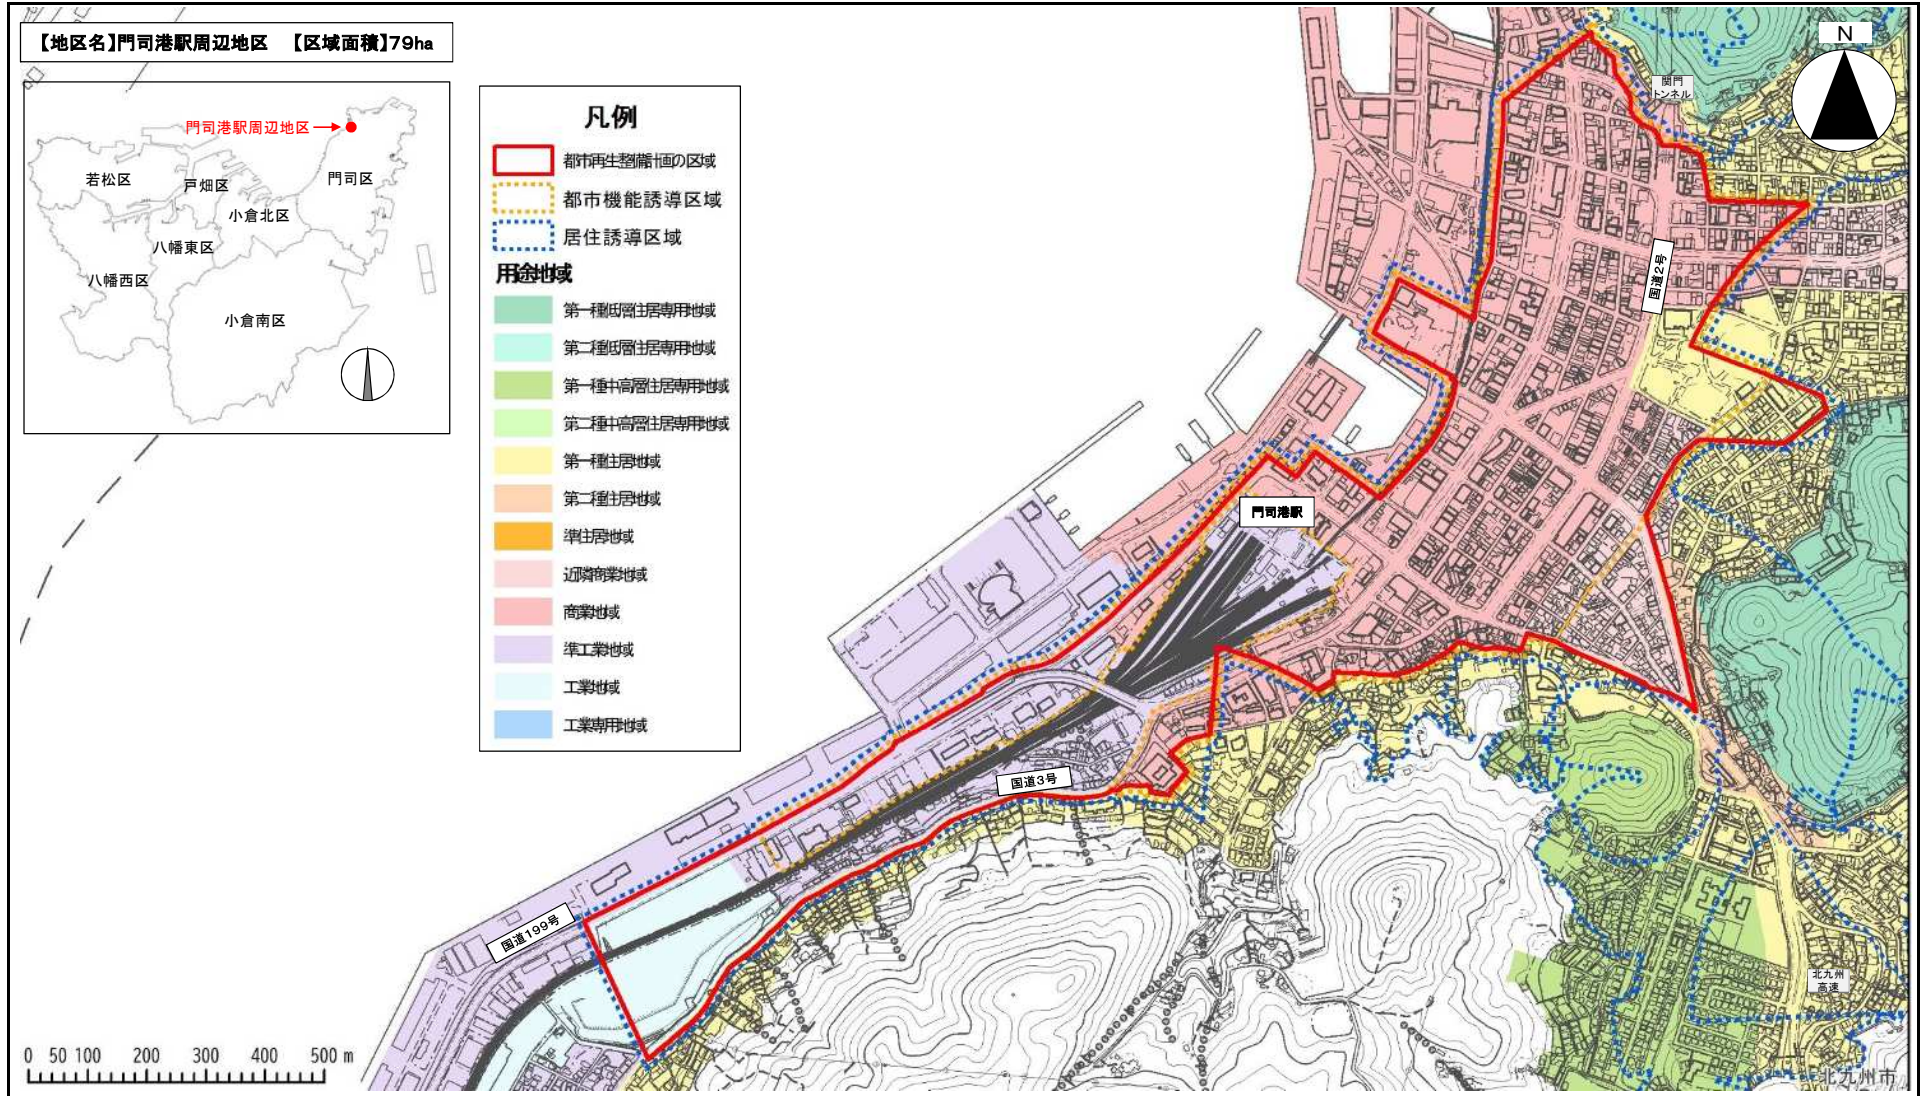 【地区名】門司港駅周辺地区　【区域面積】79ha
門司港駅周辺地区
若松区
戸畑区
門司区
小倉北区
八幡東区
八幡西区
小倉南区
凡例
都市再生整備計画の区域
都市機能誘導区域
居住誘導区域
用途地域
第一種低層住居専用地域
第二種低層住居専用地域
第一種中高層住居専用地域
第二種中高層住居専用地域
第一種住居地域
第二種住居地域
準住居地域
近隣商業地域
商業地域
準工業地域
工業地域
工業専用地域
N
関門
トンネル
国道2号
門司港駅
国道3号
国道199号
北九州
高速
0 50 100 200 300 400 500 m
北九州市